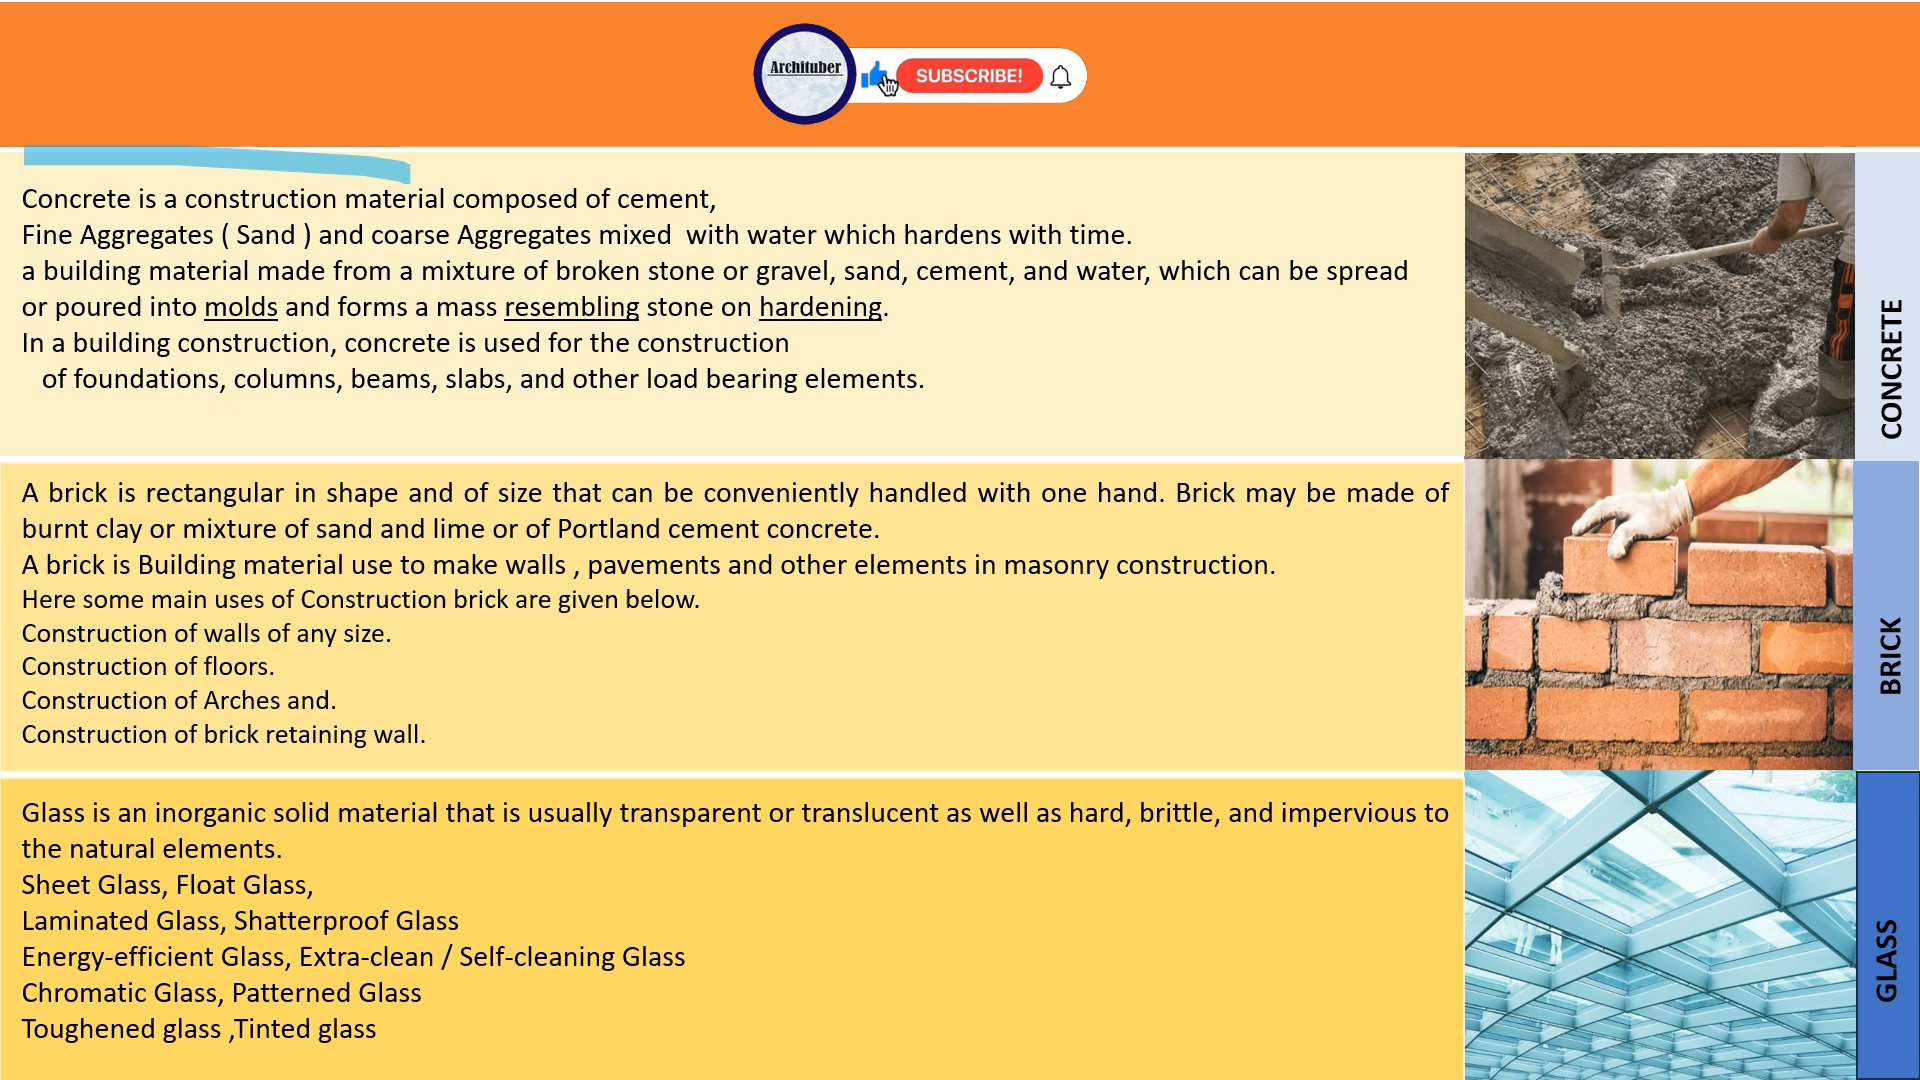 Archituber
SUBSCRIBE!
Concrete is a construction material composed of cement,
Fine Aggregates ( Sand ) and coarse Aggregates mixed  with water which hardens with time.
a building material made from a mixture of broken stone or gravel, sand, cement, and water, which can be spread
or poured into molds and forms a mass resembling stone on hardening.
In a building construction, concrete is used for the construction
of foundations, columns, beams, slabs, and other load bearing elements.
CONCRETE
A brick is rectangular in shape and of size that can be conveniently handled with one hand. Brick may be made of
burnt clay or mixture of sand and lime or of Portland cement concrete.
A brick is Building material use to make walls , pavements and other elements in masonry construction.
Here some main uses of Construction brick are given below.
Construction of walls of any size.
Construction of floors.
Construction of Arches and.
Construction of brick retaining wall.
BRICK
Glass is an inorganic solid material that is usually transparent or translucent as well as hard, brittle, and impervious to
the natural elements.
Sheet Glass, Float Glass,
Laminated Glass, Shatterproof Glass
Energy-efficient Glass, Extra-clean / Self-cleaning Glass
Chromatic Glass, Patterned Glass
Toughened glass ,Tinted glass
GLASS